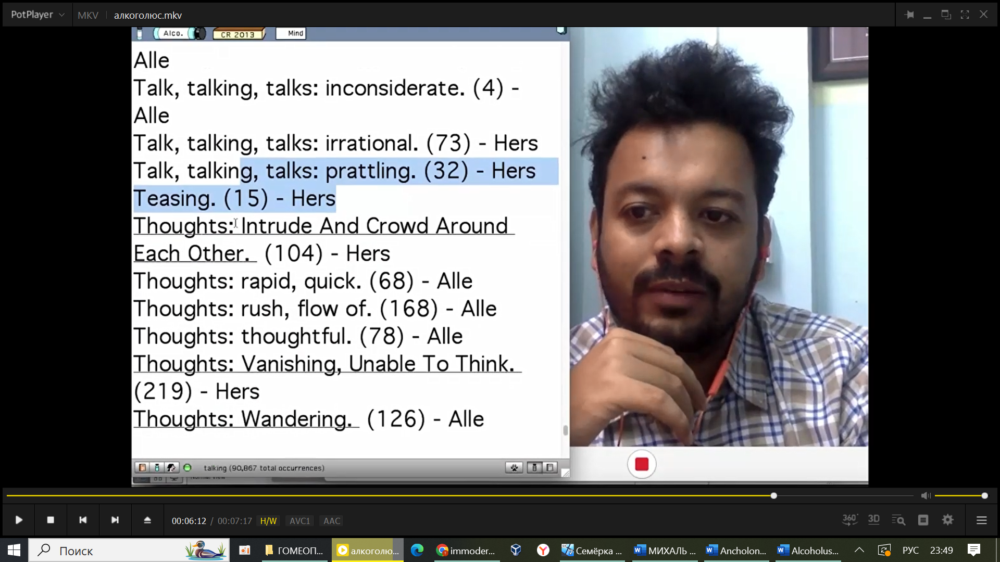 PotPlayer MKV алкоголюс.mkv
Alco. CR 2013 Mind
Alle
Talk, talking, talks: inconsiderate. (4) -
Alle
Talk, talking, talks: irrational. (73) - Hers
Talk, talking, talks: prattling. (32) - Hers
Teasing. (15) - Hers
Thoughts: Intrude And Crowd Around
Each Other. (104) - Hers
Thoughts: rapid, quick. (68) - Alle
Thoughts: rush, flow of. (168) - Alle
Thoughts: thoughtful. (78) - Alle
Thoughts: Vanishing, Unable To Think.
(219) - Hers
Thoughts: Wandering. (126) - Alle
talking (90,867 total occurrences)
Normal View
00:06:12 / 00:07:17 H/W AVC1 AAC 360° 3D
Поиск ГОМЕОП... алкоголю... immoder... Семёрка ... МИХАЛЬ ... Ancholon... Alcoholus... РУС 23:49